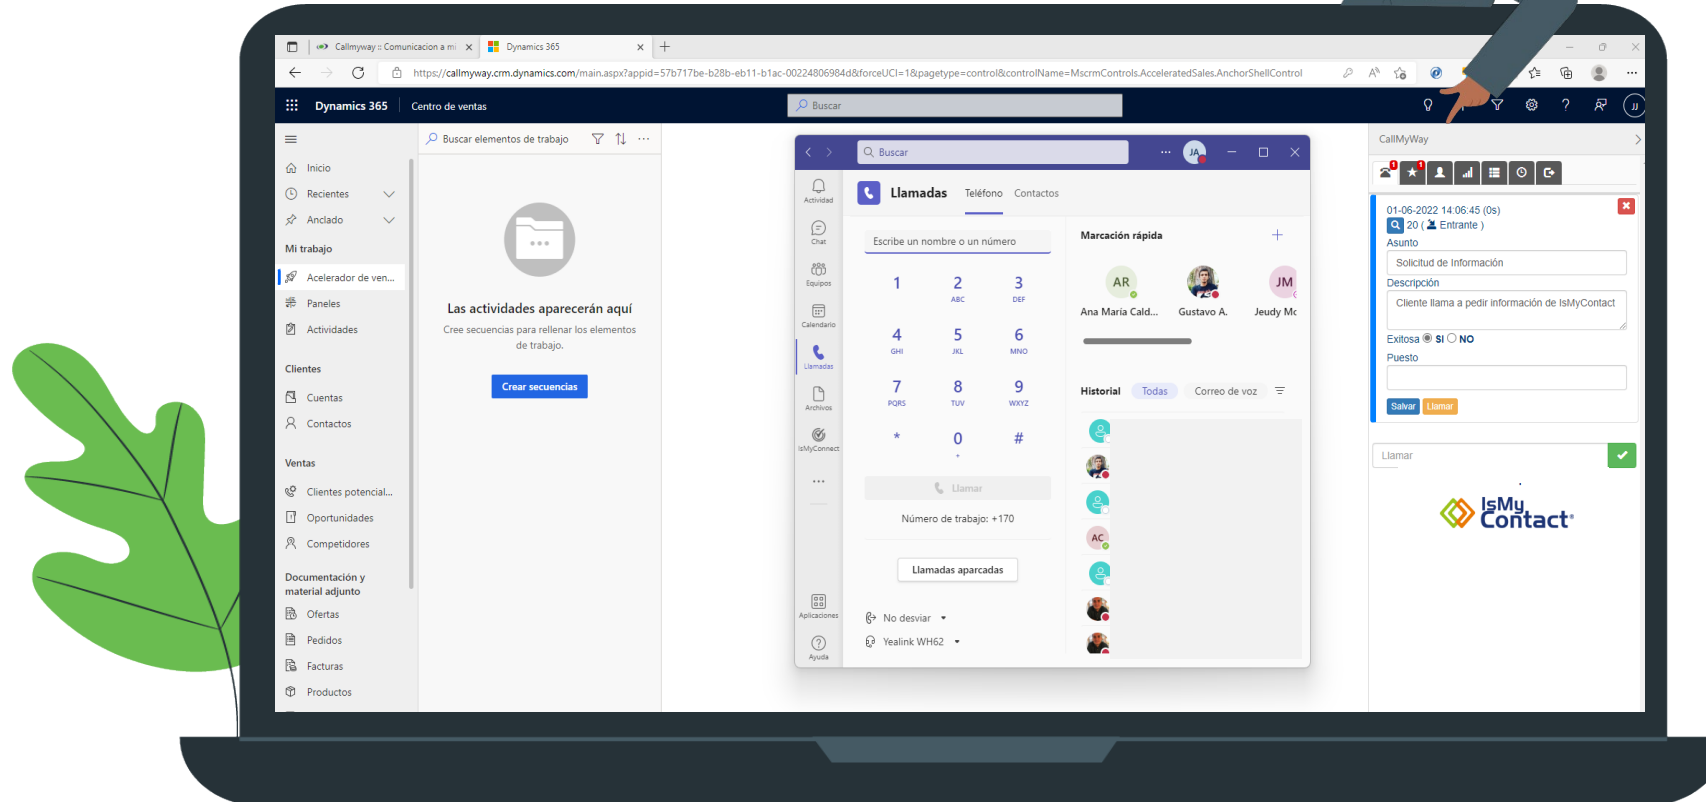 Callmyway :: Comunicacion a mi
Dynamics 365
https://callmyway.crm.dynamics.com/main.aspx?appid=57b717be-b28b-eb11-b1ac-00224806984d&forceUCI=1&pagetype=control&controlName=MscrmControls.AcceleratedSales.AnchorShellControl
Dynamics 365
Centro de ventas
Buscar
JJ
Inicio
Recientes
Anclado
Mi trabajo
Acelerador de ven...
Paneles
Actividades
Clientes
Cuentas
Contactos
Ventas
Clientes potencial...
Oportunidades
Competidores
Documentación y
material adjunto
Ofertas
Pedidos
Facturas
Productos
Buscar elementos de trabajo
Las actividades aparecerán aquí
Cree secuencias para rellenar los elementos
de trabajo.
Crear secuencias
Buscar
JA
Actividad
Chat
Equipos
Calendario
Llamadas
Archivos
IsMyConnect
Aplicaciones
Ayuda
Llamadas
Teléfono
Contactos
Escribe un nombre o un número
1 2 3
ABC DEF
4 5 6
GHI JKL MNO
7 8 9
PQRS TUV WXYZ
* 0 #
+
Llamar
Número de trabajo: +170
Llamadas aparcadas
No desviar
Yealink WH62
Marcación rápida
AR
JM
Ana María Cald...
Gustavo A.
Jeudy Mc
Historial
Todas
Correo de voz
AC
CallMyWay
1
1
01-06-2022 14:06:45 (0s)
20 ( Entrante )
Asunto
Solicitud de Información
Descripción
Cliente llama a pedir información de IsMyContact
Exitosa SI NO
Puesto
Salvar
Llamar
Llamar
IsMy
Contact®